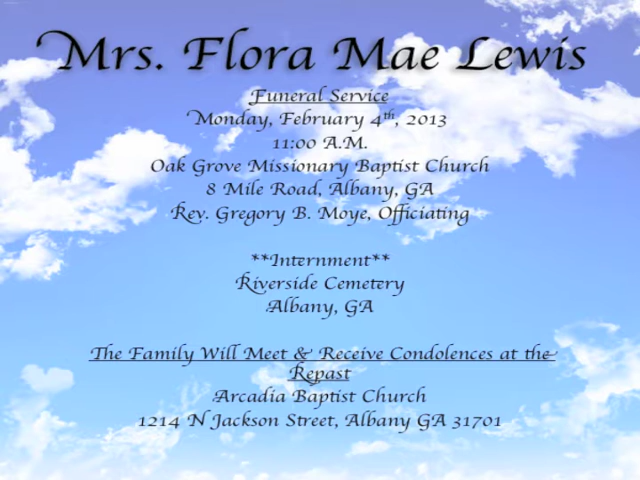 Mrs. Flora Mae Lewis
Funeral Service
Monday, February 4th, 2013
11:00 A.M.
Oak Grove Missionary Baptist Church
8 Mile Road, Albany, GA
Rev. Gregory B. Moye, Officiating
**Internment**
Riverside Cemetery
Albany, GA
The Family Will Meet & Receive Condolences at the
Repast
Arcadia Baptist Church
1214 N Jackson Street, Albany GA 31701